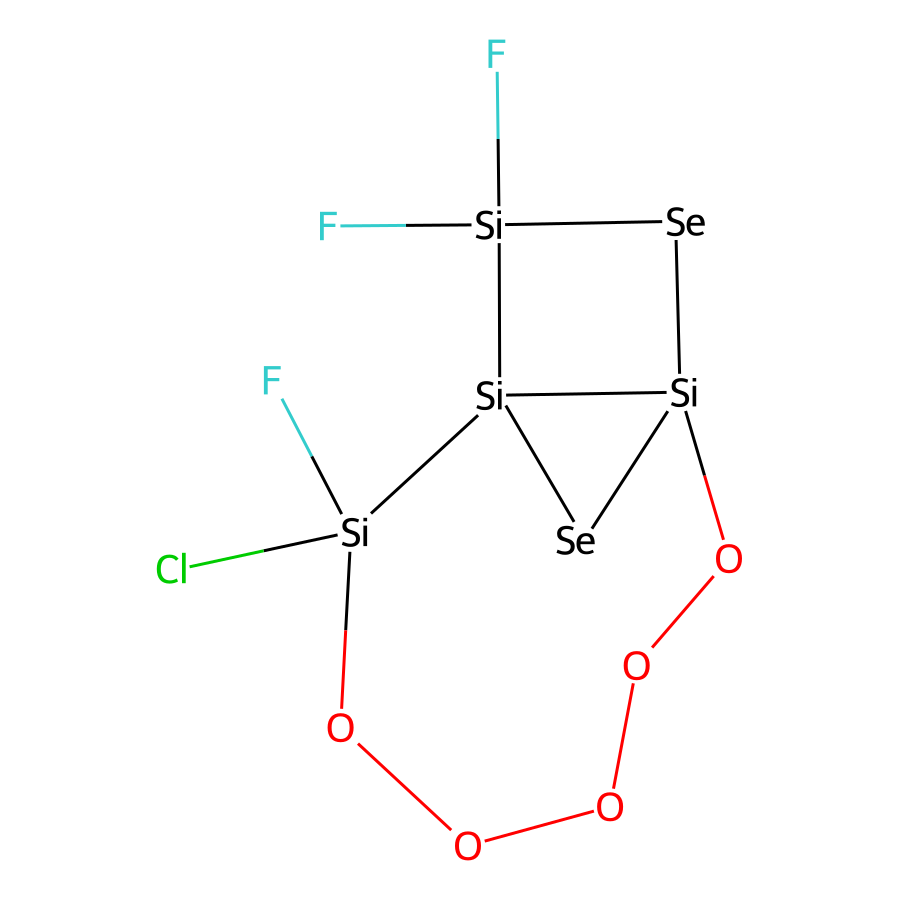 F
F Si Se
F Si Si
Cl Si Se O
O
O O
O